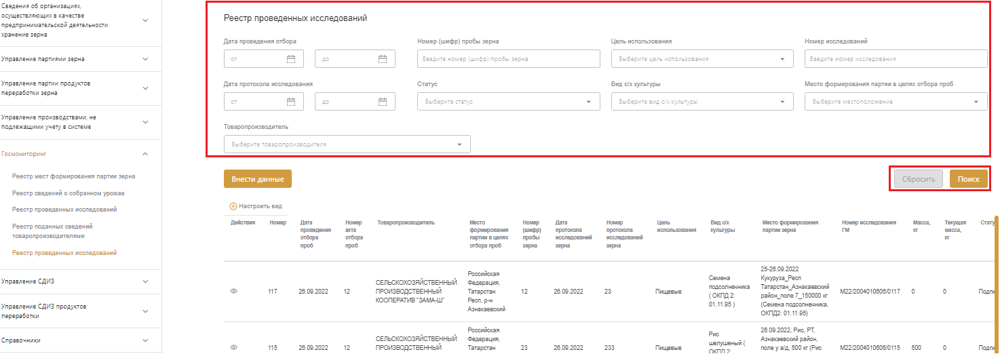 Сведения об организациях,
осуществляющих в качестве
предпринимательской деятельности
хранение зерна
Управление партиями зерна
Управление партии продуктов
переработки зерна
Управление производствами, не
подлежащими учету в системе
Госмониторинг
Реестр мест формирования партии зерна
Реестр сведений о собранном урожае
Реестр проведенных исследований
Реестр поданных сведений
товаропроизводителями
Реестр проведенных исследований
Управление СДИЗ
Управление СДИЗ продуктов
переработки
Справочники
Реестр проведенных исследований
Дата проведения отбора
Номер (шифр) пробы зерна
Цель использования
Номер исследований
от
до
Введите номер (шифр) пробы зерна
Выберите цель использования
Введите номер исследования
Дата протокола исследования
Статус
Вид с/х культуры
Место формирования партии в целях отбора проб
от
до
Выберите статус
Выберите вид с/х культуры
Выберите местоположение
Товаропроизводитель
Выберите товаропроизводителя
Внести данные
Сбросить
Поиск
Настроить вид
Действия
Номер
Дата
проведения
отбора
проб
Номер
акта
отбора
проб
Товаропроизводитель
Место
формирования
партии в целях
отбора проб
Номер
(шифр)
пробы
зерна
Дата
протокола
исследований
зерна
Номер
протокола
исследований
зерна
Цель
использования
Вид с/х
культуры
Место формирования
партии зерна
Номер исследования
ГМ
Масса,
кг
Текущая
масса,
кг
Стату
117
26.09.2022
12
СЕЛЬСКОХОЗЯЙСТВЕННЫЙ
ПРОИЗВОДСТВЕННЫЙ
КООПЕРАТИВ "ЗАМА-Ш"
Российская
Федерация,
Татарстан
Респ, р-н
Азнакаевский
12
26.09.2022
23
Пищевые
Семена
подсолнечника
( ОКПД 2:
01.11.95 )
25-26.09.2022
Кукуруза_Респ
Татарстан_Азнакаевский
район_поле 7_150000 кг
(Семена подсолнечника,
ОКПД2: 01.11.95)
М22/2004010606/0117
0
0
Подпи
115
26.09.2022
12
СЕЛЬСКОХОЗЯЙСТВЕННЫЙ
ПРОИЗВОДСТВЕННЫЙ
Российская
Федерация,
Татарстан
23
26.09.2022
233
Пищевые
Рис
шелушеный (
ОКПД 2:
26.09.2022, Рис, РТ,
Азнакаевский район,
поле у а/д, 500 кг (Рис
М22/2004010606/0115
500
0
Подпи